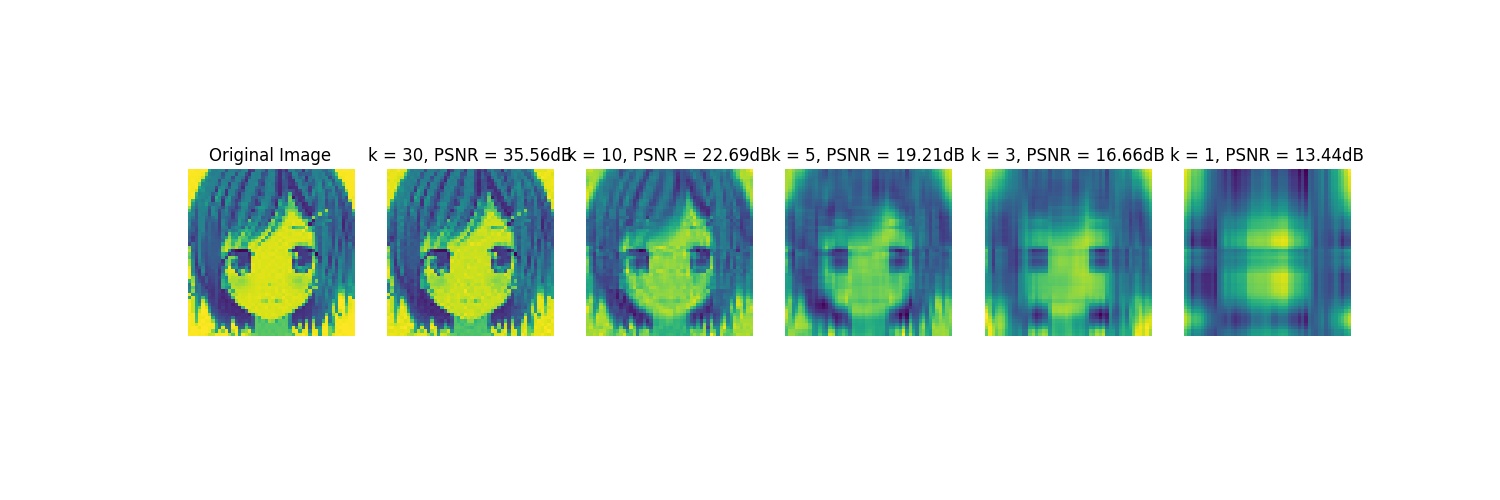 Original Image
k = 30, PSNR = 35.56dB
k = 10, PSNR = 22.69dB
k = 5, PSNR = 19.21dB
k = 3, PSNR = 16.66dB
k = 1, PSNR = 13.44dB